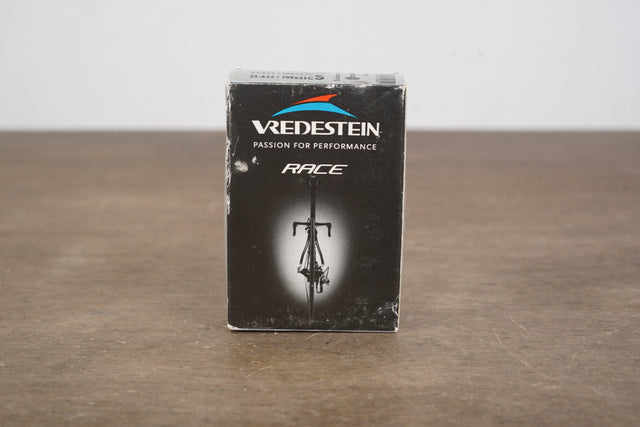 VREDESTEIN
PASSION FOR PERFORMANCE
RACE